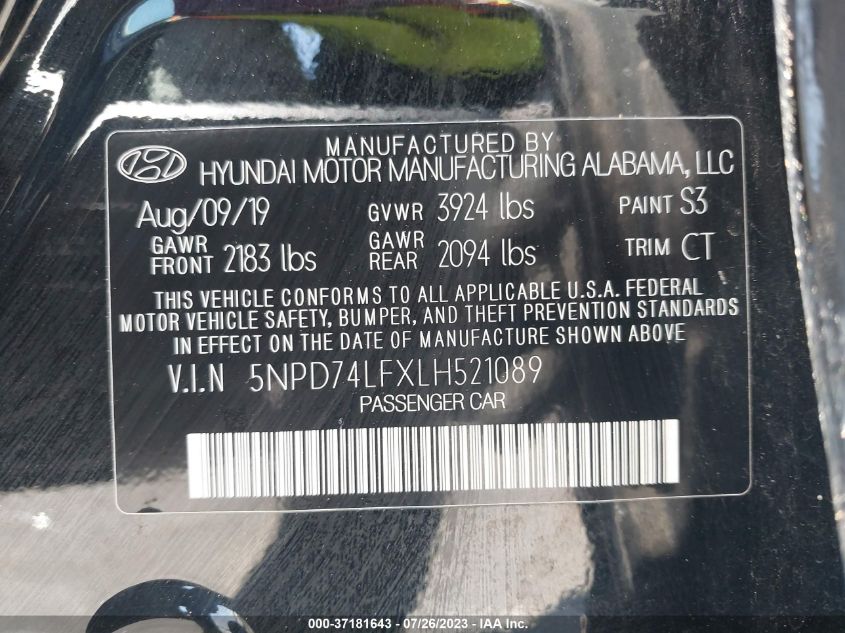 MANUFACTURED BY
HYUNDAI MOTOR MANUFACTURING ALABAMA, LLC
Aug/09/19 GVWR 3924 lbs PAINT S3
GAWR FRONT 2183 lbs GAWR REAR 2094 lbs TRIM CT
THIS VEHICLE CONFORMS TO ALL APPLICABLE U.S.A. FEDERAL
MOTOR VEHICLE SAFETY, BUMPER, AND THEFT PREVENTION STANDARDS
IN EFFECT ON THE DATE OF MANUFACTURE SHOWN ABOVE
V.I.N 5NPD74LFXLH521089
PASSENGER CAR
000-37181643 / 07/26/2023 - © IAA Inc.